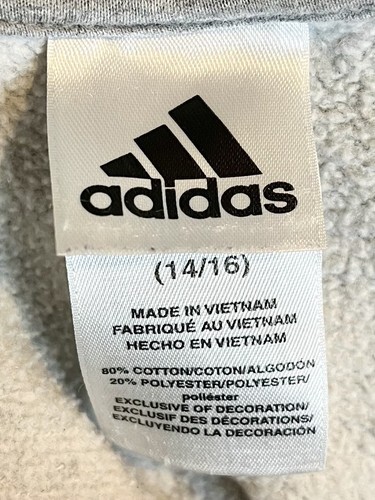 adidas
(14/16)
MADE IN VIETNAM
FABRIQUÉ AU VIETNAM
HECHO EN VIETNAM
80% COTTON/COTON/ALGODÓN
20% POLYESTER/POLYESTER/
poliéster
EXCLUSIVE OF DECORATION/
EXCLUSIF DES DÉCORATIONS/
EXCLUYENDO LA DECORACIÓN